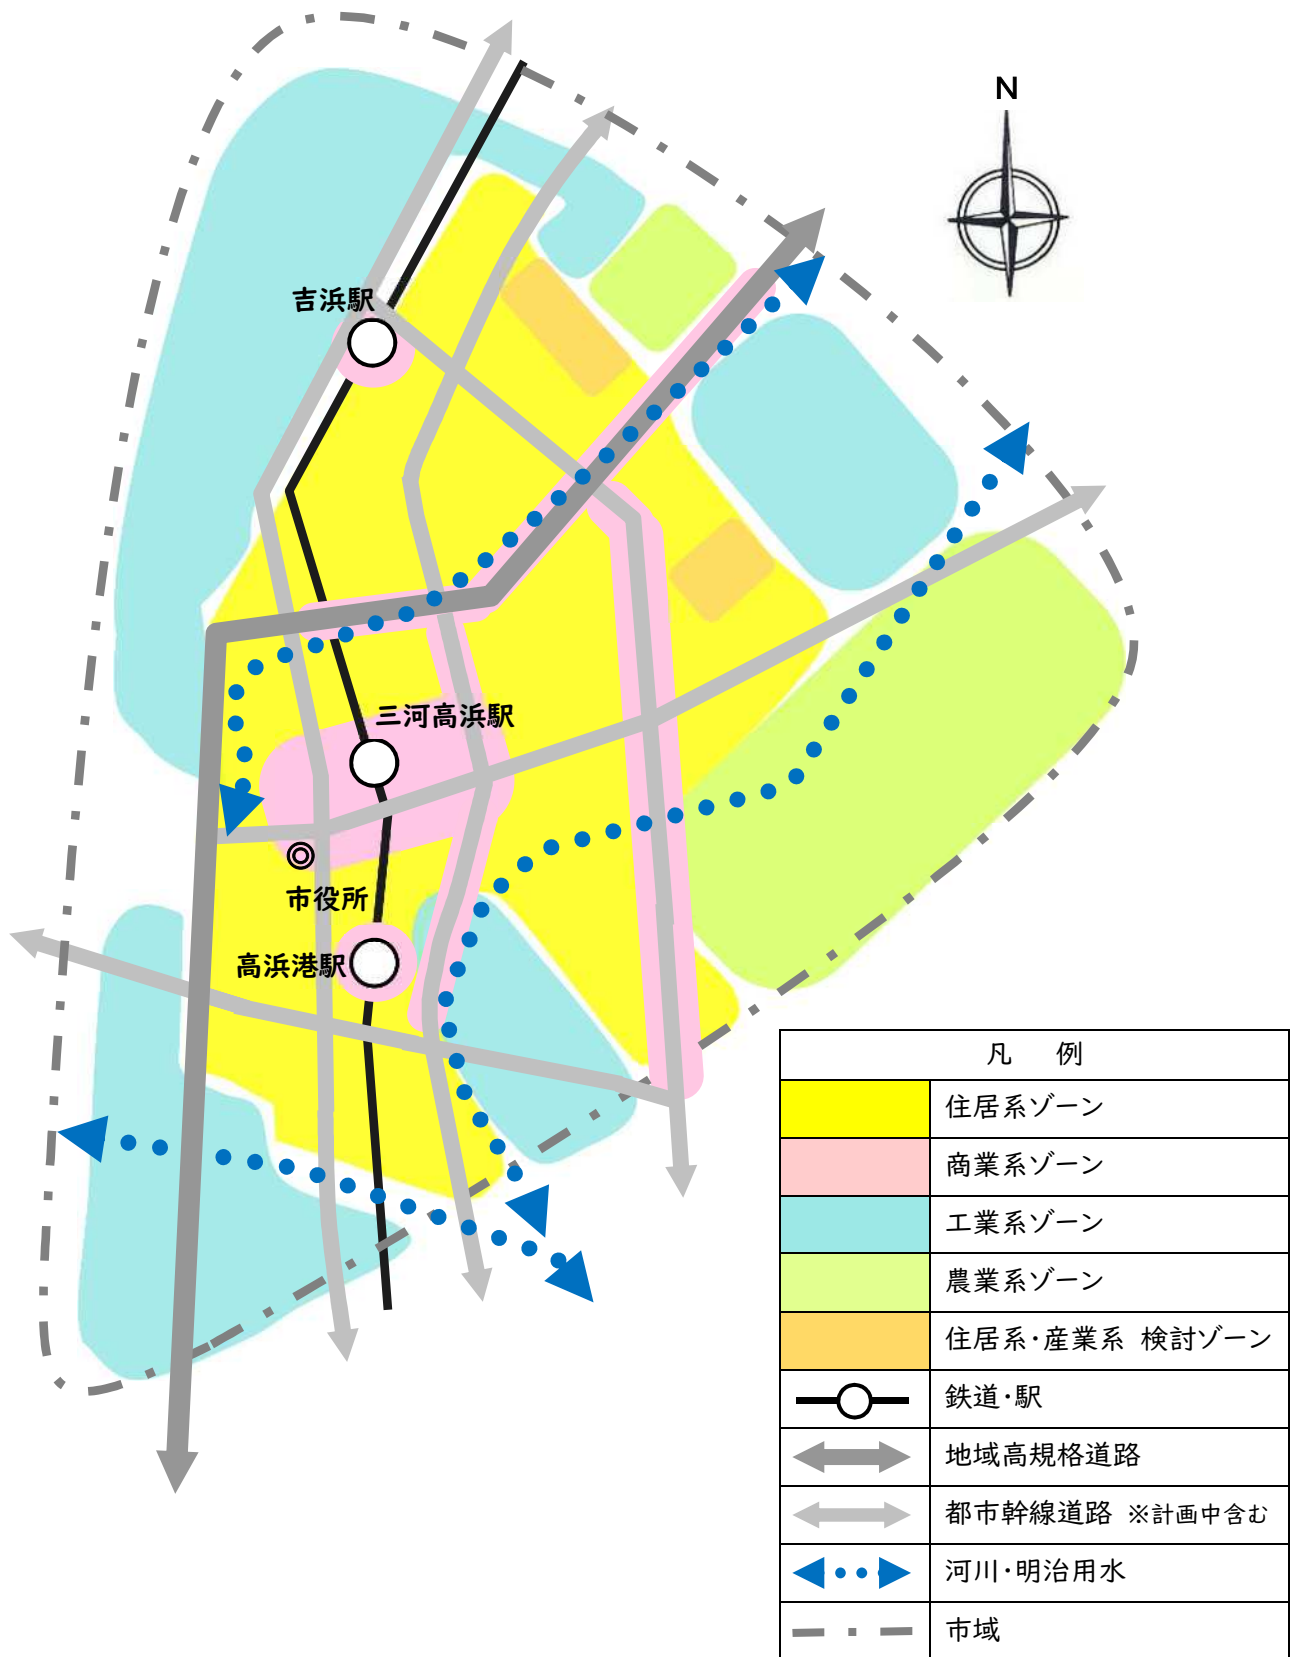 N
吉浜駅
三河高浜駅
市役所
高浜港駅
凡 例
住居系ゾーン
商業系ゾーン
工業系ゾーン
農業系ゾーン
住居系・産業系 検討ゾーン
鉄道・駅
地域高規格道路
都市幹線道路 ※計画中含む
河川・明治用水
市域